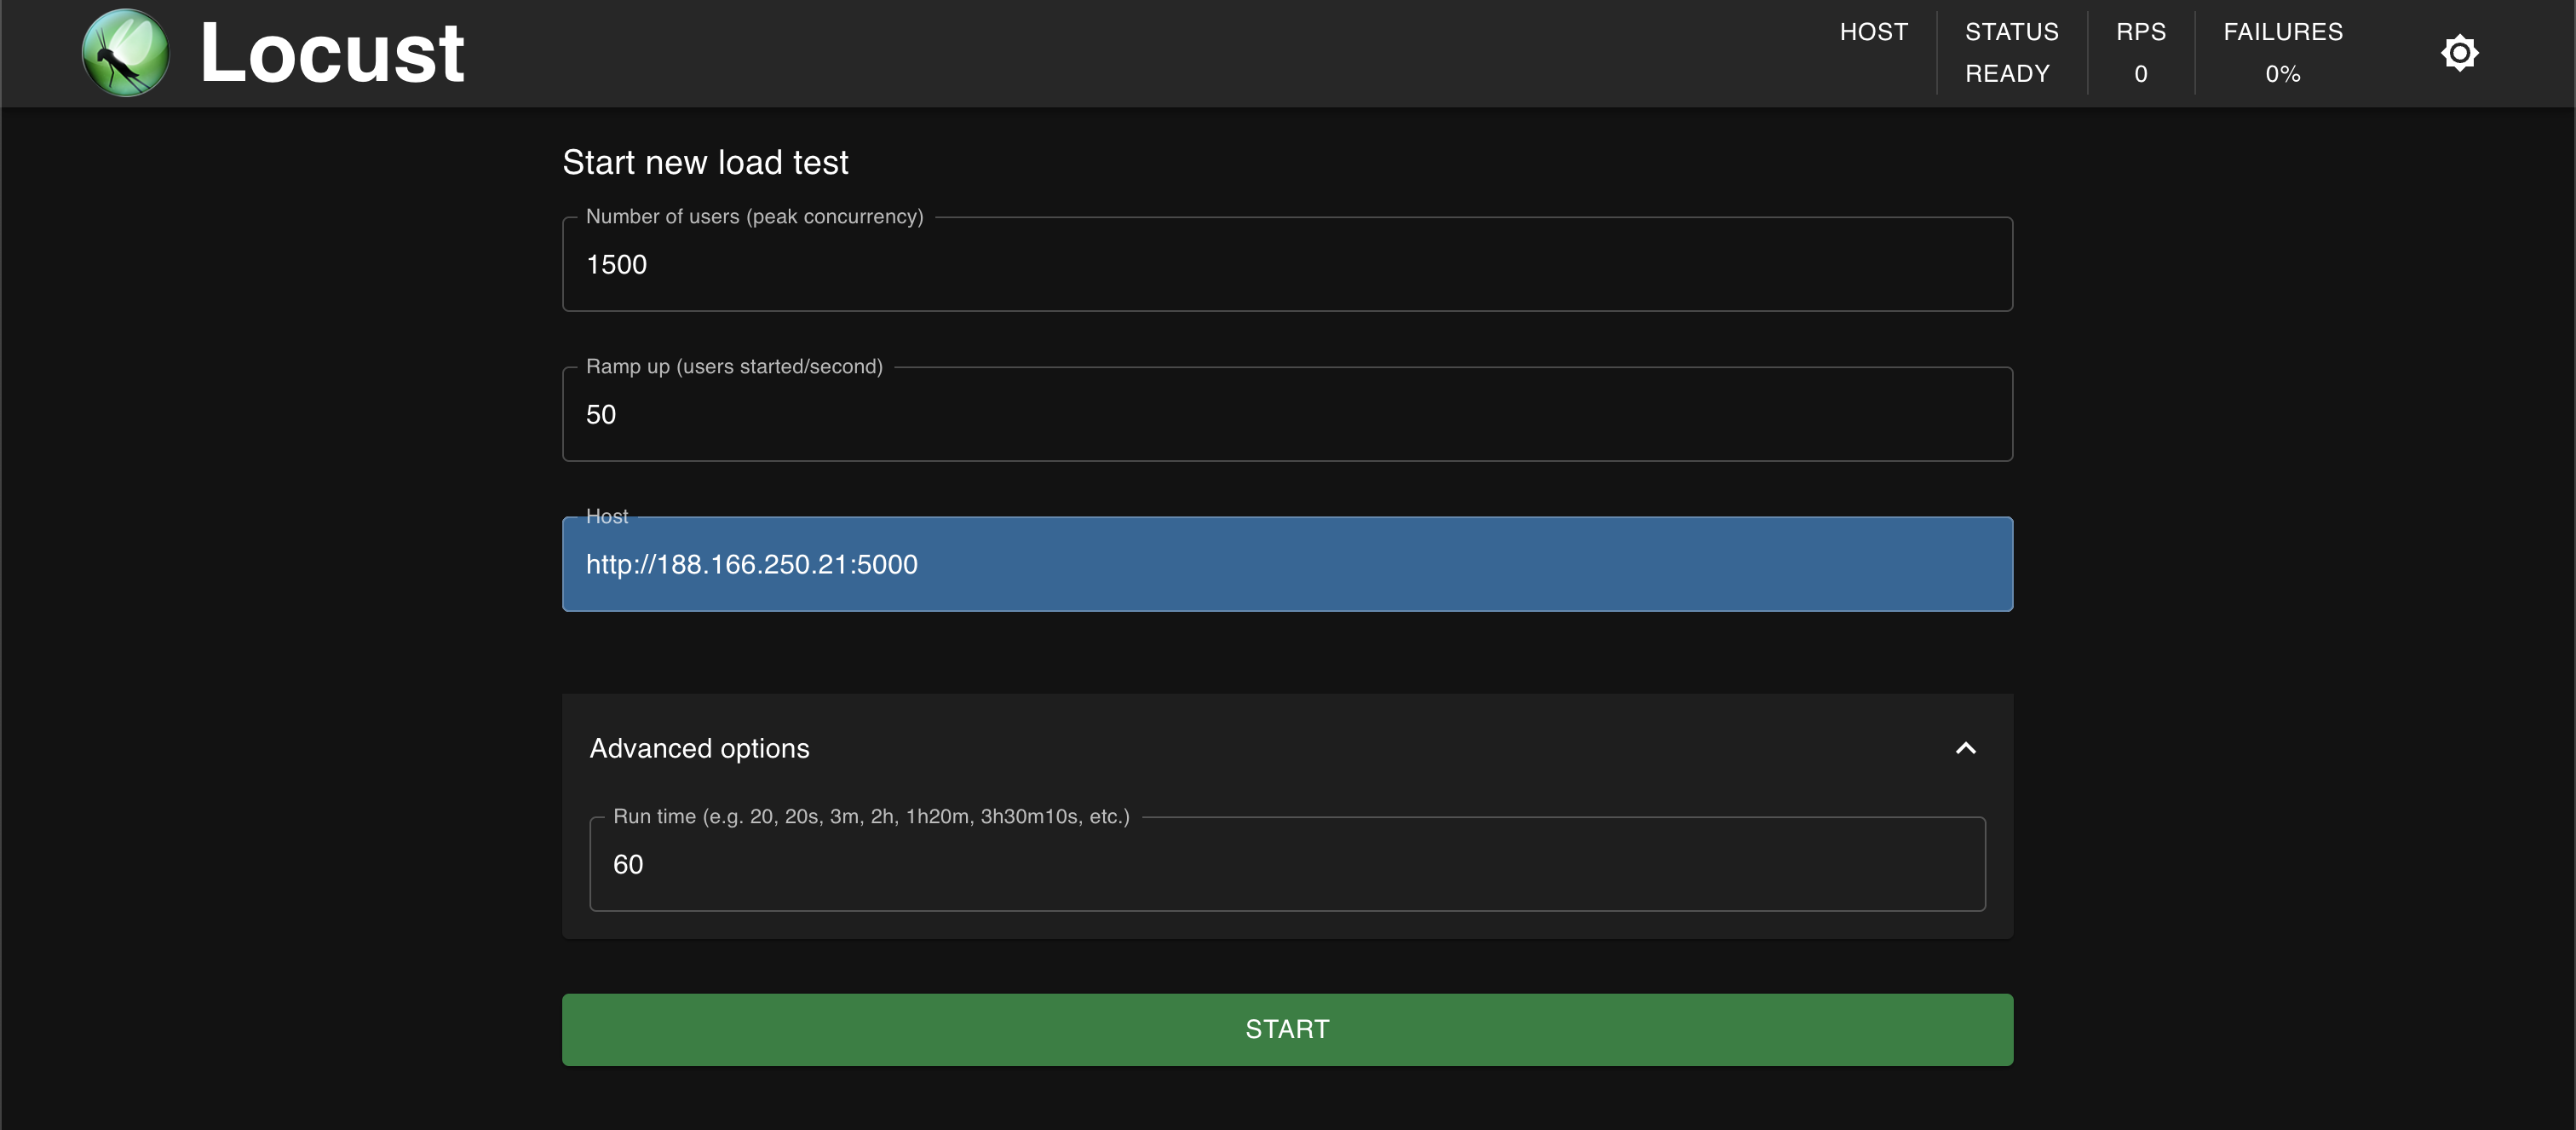 Locust
HOST
STATUS
READY
RPS
0
FAILURES
0%
Start new load test
Number of users (peak concurrency)
1500
Ramp up (users started/second)
50
Host
http://188.166.250.21:5000
Advanced options
Run time (e.g. 20, 20s, 3m, 2h, 1h20m, 3h30m10s, etc.)
60
START